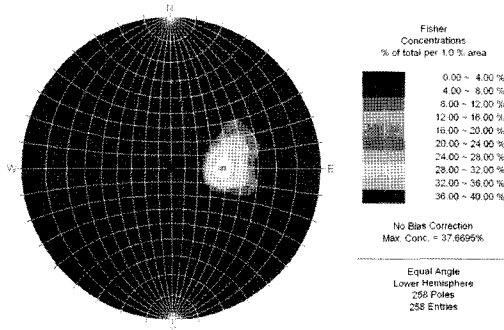 N
W
E
S
Fisher
Concentrations
% of total per 1.0 % area
0.00 ~ 4.00 %
4.00 ~ 8.00 %
8.00 ~ 12.00 %
12.00 ~ 16.00 %
16.00 ~ 20.00 %
20.00 ~ 24.00 %
24.00 ~ 28.00 %
28.00 ~ 32.00 %
32.00 ~ 36.00 %
36.00 ~ 40.00 %
No Bias Correction
Max. Conc. = 37.6695%
Equal Angle
Lower Hemisphere
258 Poles
258 Entries